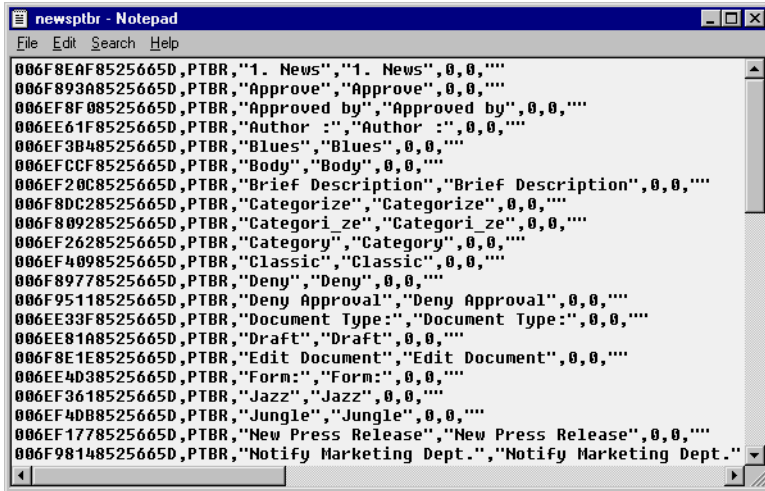 newsptbr - Notepad
File Edit Search Help
006F8EAF8525665D,PTBR,"1. News","1. News",0,0,""
006F893A8525665D,PTBR,"Approve","Approve",0,0,""
006EF8F08525665D,PTBR,"Approved by","Approved by",0,0,""
006EE61F8525665D,PTBR,"Author :","Author :",0,0,""
006EF3B48525665D,PTBR,"Blues","Blues",0,0,""
006EFCCF8525665D,PTBR,"Body","Body",0,0,""
006EF20C8525665D,PTBR,"Brief Description","Brief Description",0,0,""
006F8DC28525665D,PTBR,"Categorize","Categorize",0,0,""
006F80928525665D,PTBR,"Categori_ze","Categori_ze",0,0,""
006EF2628525665D,PTBR,"Category","Category",0,0,""
006EF4098525665D,PTBR,"Classic","Classic",0,0,""
006F89778525665D,PTBR,"Deny","Deny",0,0,""
006F95118525665D,PTBR,"Deny Approval","Deny Approval",0,0,""
006EE33F8525665D,PTBR,"Document Type:","Document Type:",0,0,""
006EE81A8525665D,PTBR,"Draft","Draft",0,0,""
006F8E1E8525665D,PTBR,"Edit Document","Edit Document",0,0,""
006EE4D38525665D,PTBR,"Form:","Form:",0,0,""
006EF3618525665D,PTBR,"Jazz","Jazz",0,0,""
006EF4DB8525665D,PTBR,"Jungle","Jungle",0,0,""
006EF1778525665D,PTBR,"New Press Release","New Press Release",0,0,""
006F98148525665D,PTBR,"Notify Marketing Dept.","Notify Marketing Dept."